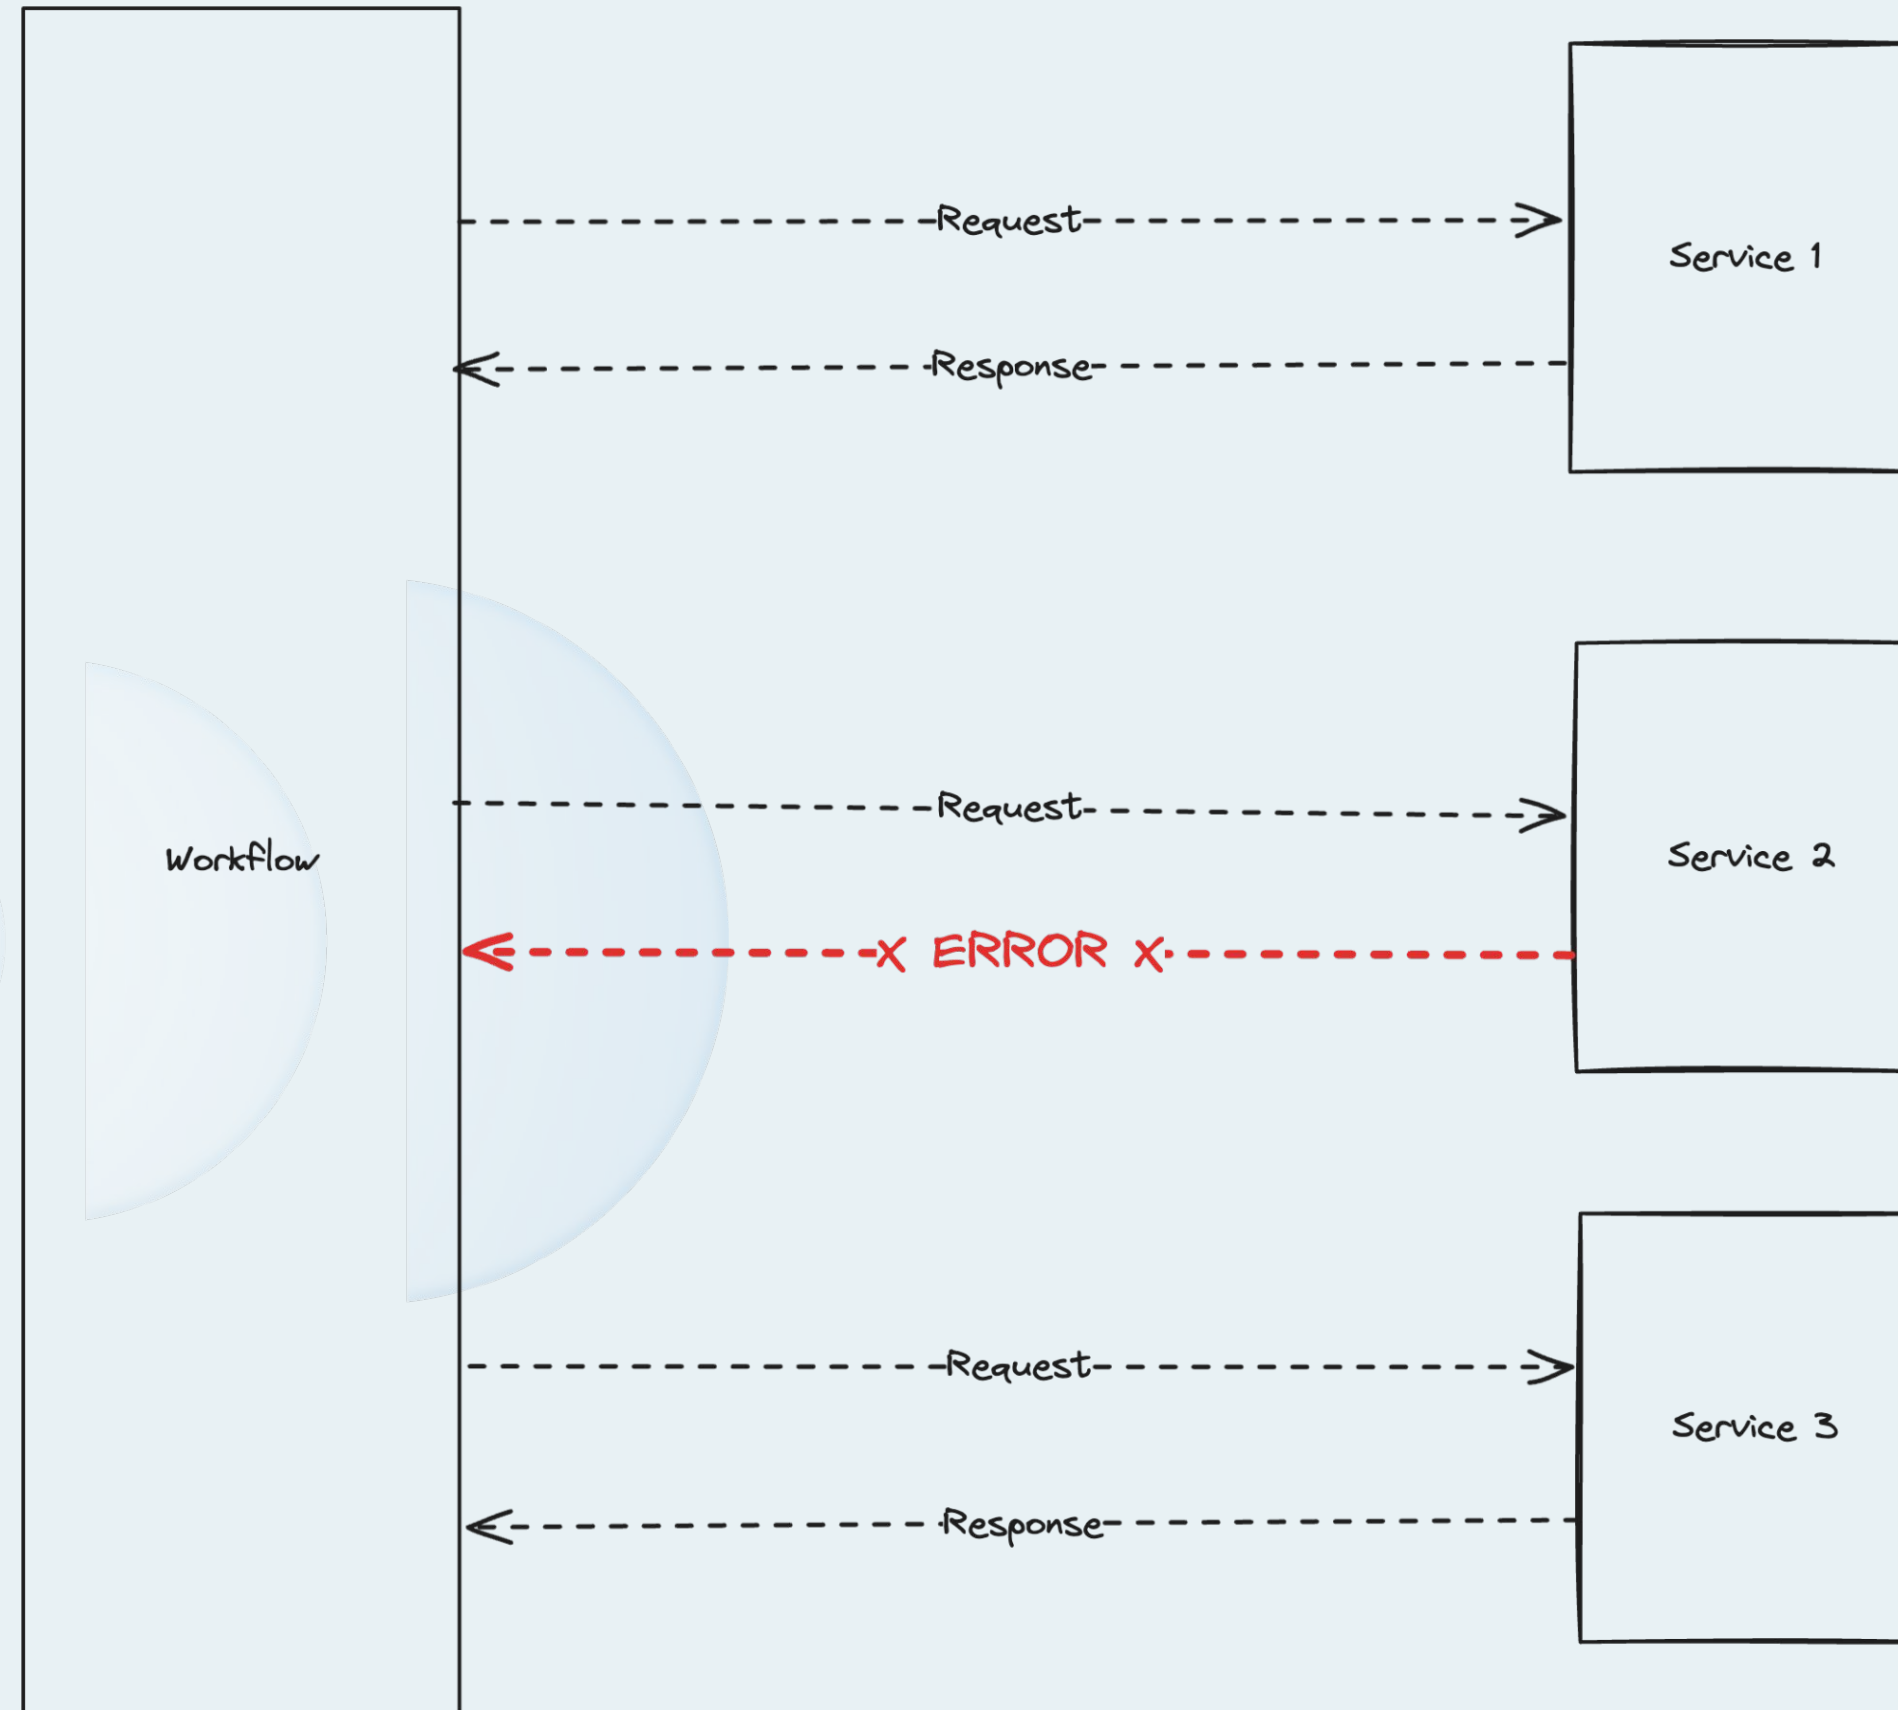 Request
Service 1
Response
Request
Workflow
Service 2
x ERROR x
Request
Service 3
Response